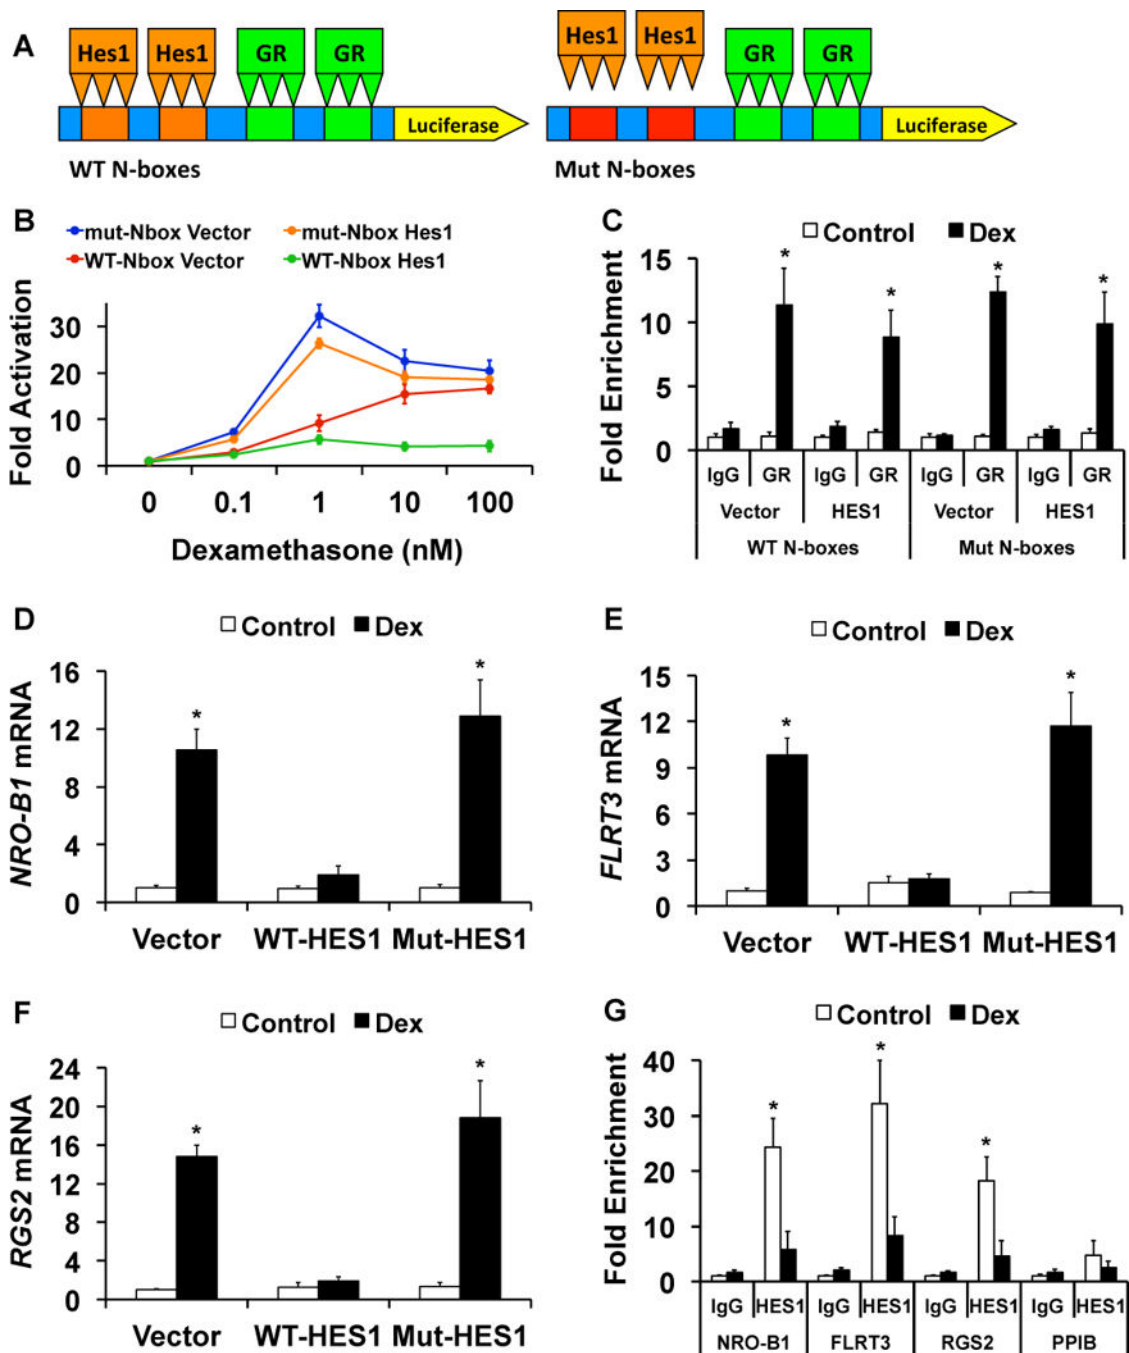 A
Hes1 Hes1 GR GR
Luciferase
WT N-boxes
Hes1 Hes1 GR GR
Luciferase
Mut N-boxes
B
mut-Nbox Vector mut-Nbox Hes1
WT-Nbox Vector WT-Nbox Hes1
Fold Activation
30
20
10
0
0 0.1 1 10 100
Dexamethasone (nM)
C
Control Dex
Fold Enrichment
15
10
5
0
* * * *
IgG GR IgG GR IgG GR IgG GR
Vector HES1 Vector HES1
WT N-boxes Mut N-boxes
D
Control Dex
NRO-B1 mRNA
16
12
8
4
0
* *
Vector WT-HES1 Mut-HES1
E
Control Dex
FLRT3 mRNA
15
12
9
6
3
0
* *
Vector WT-HES1 Mut-HES1
F
Control Dex
RGS2 mRNA
24
20
16
12
8
4
0
* *
Vector WT-HES1 Mut-HES1
G
Control Dex
Fold Enrichment
40
30
20
10
0
* * *
IgG HES1 IgG HES1 IgG HES1 IgG HES1
NRO-B1 FLRT3 RGS2 PPIB